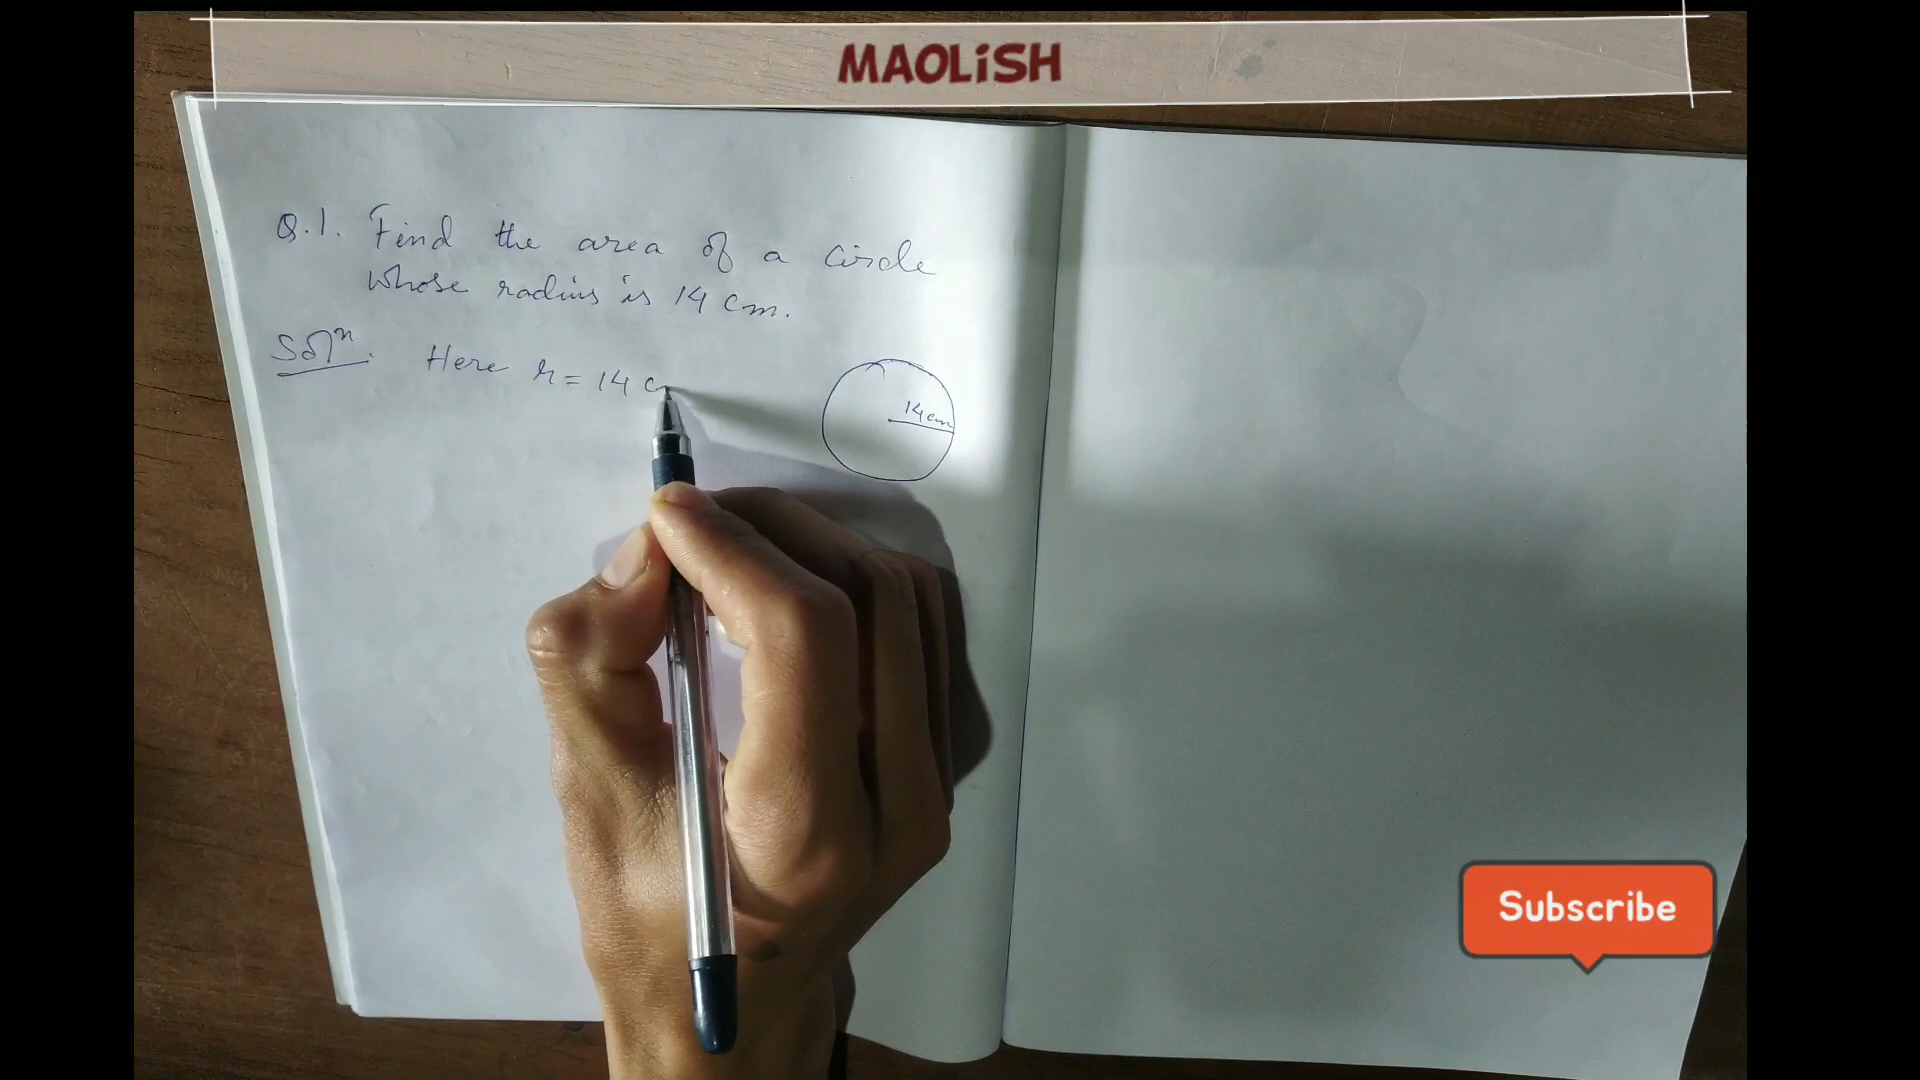 MAOLiSH
Q.1. Find the area of a circle
whose radius is 14 cm.
Solⁿ. Here r = 14 c
14cm
Subscribe